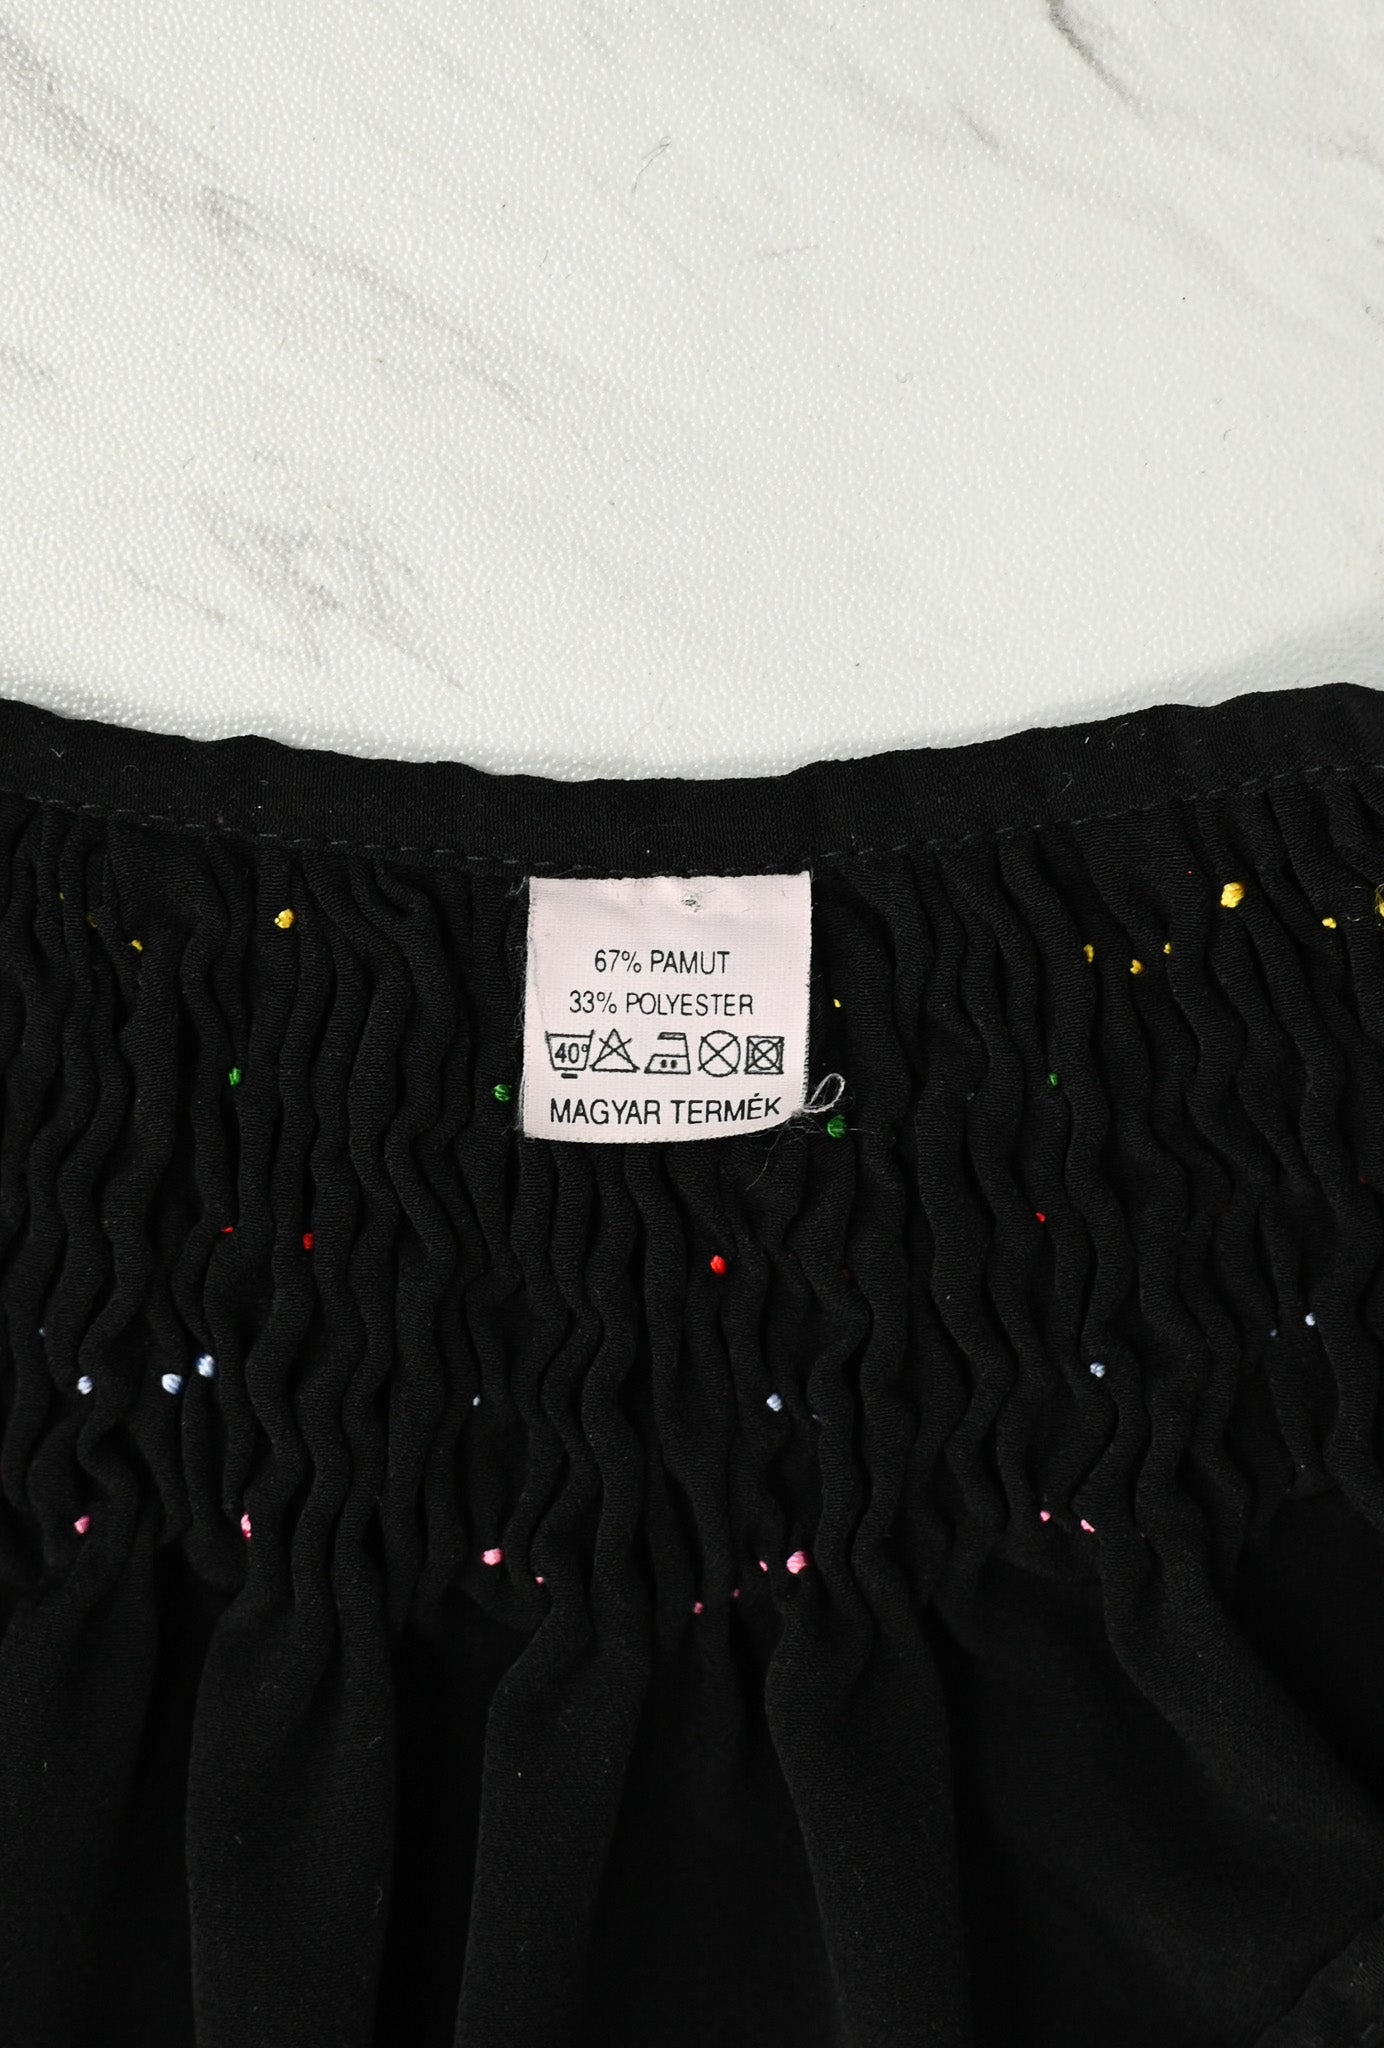 67% PAMUT
33% POLYESTER
40°
MAGYAR TERMÉK